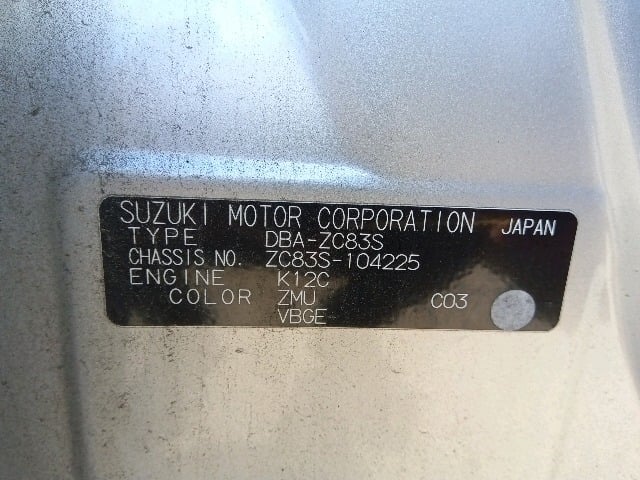 SUZUKI MOTOR CORPORATION JAPAN
TYPE DBA-ZC83S
CHASSIS NO. ZC83S-104225
ENGINE K12C
COLOR ZMU C03
VBGE